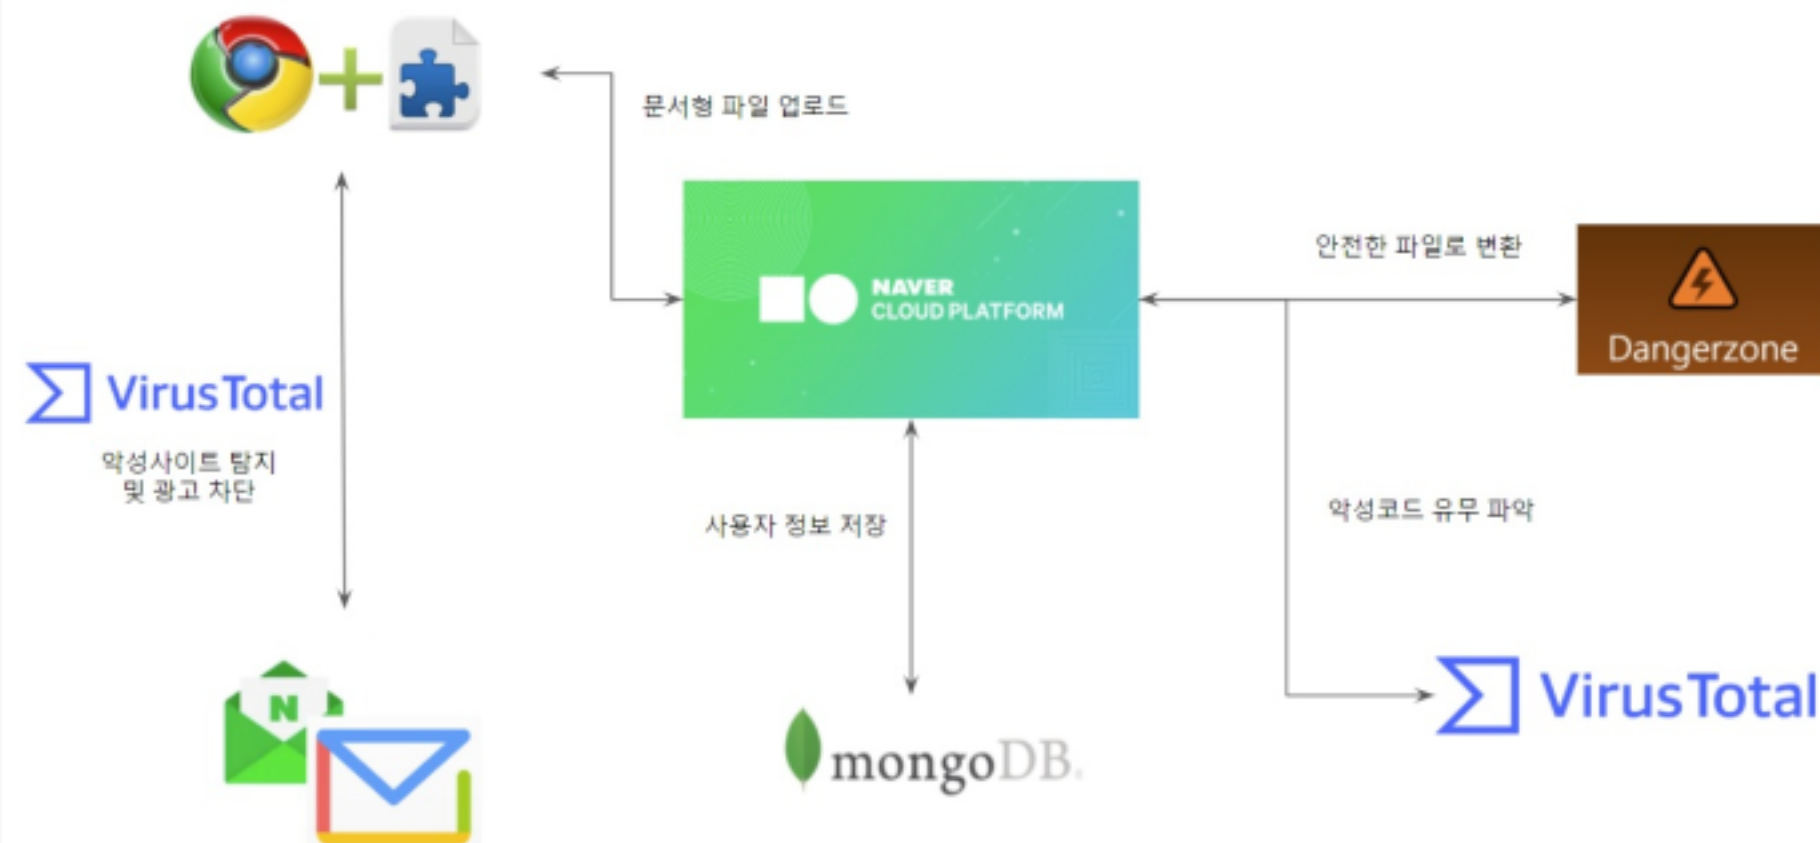 문서형 파일 업로드
NAVER
CLOUD PLATFORM
안전한 파일로 변환
Dangerzone
VirusTotal
악성사이트 탐지
및 광고 차단
사용자 정보 저장
악성코드 유무 파악
N
mongoDB.
VirusTotal